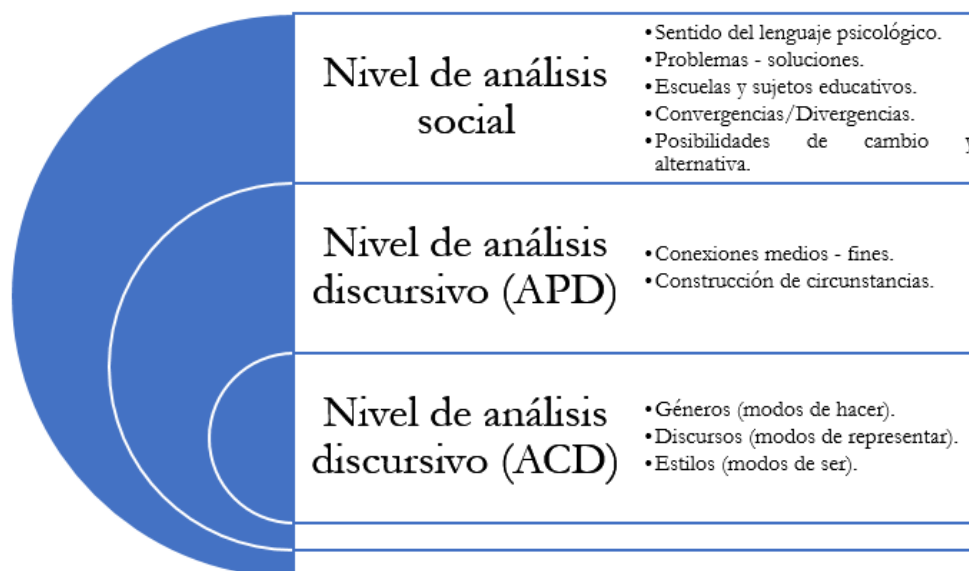 Nivel de análisis
social
•Sentido del lenguaje psicológico.
•Problemas - soluciones.
•Escuelas y sujetos educativos.
•Convergencias/Divergencias.
•Posibilidades de cambio y
alternativa.
Nivel de análisis
discursivo (APD)
•Conexiones medios - fines.
•Construcción de circunstancias.
Nivel de análisis
discursivo (ACD)
•Géneros (modos de hacer).
•Discursos (modos de representar).
•Estilos (modos de ser).